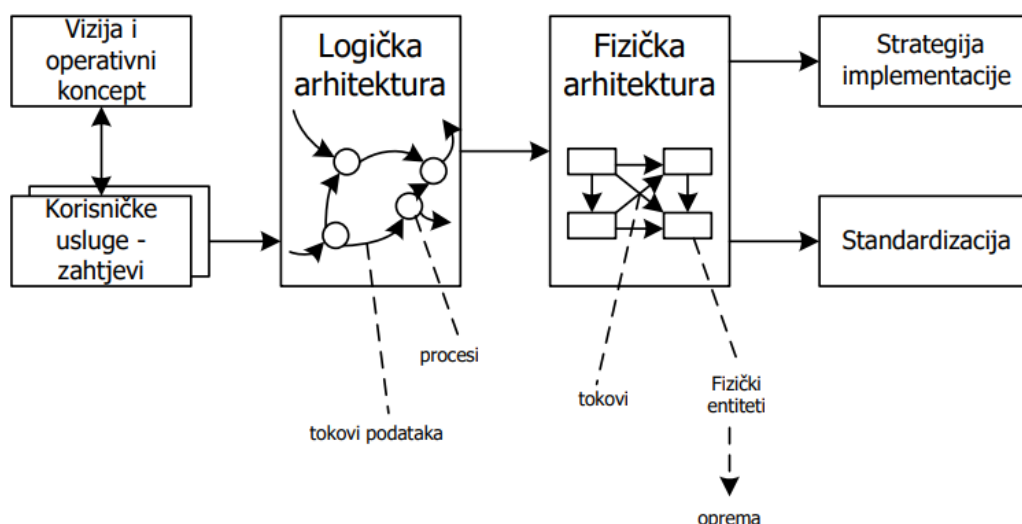 Vizija i
operativni
koncept
Korisničke
usluge -
zahtjevi
Logička
arhitektura
procesi
tokovi podataka
Fizička
arhitektura
tokovi
Fizički
entiteti
oprema
Strategija
implementacije
Standardizacija